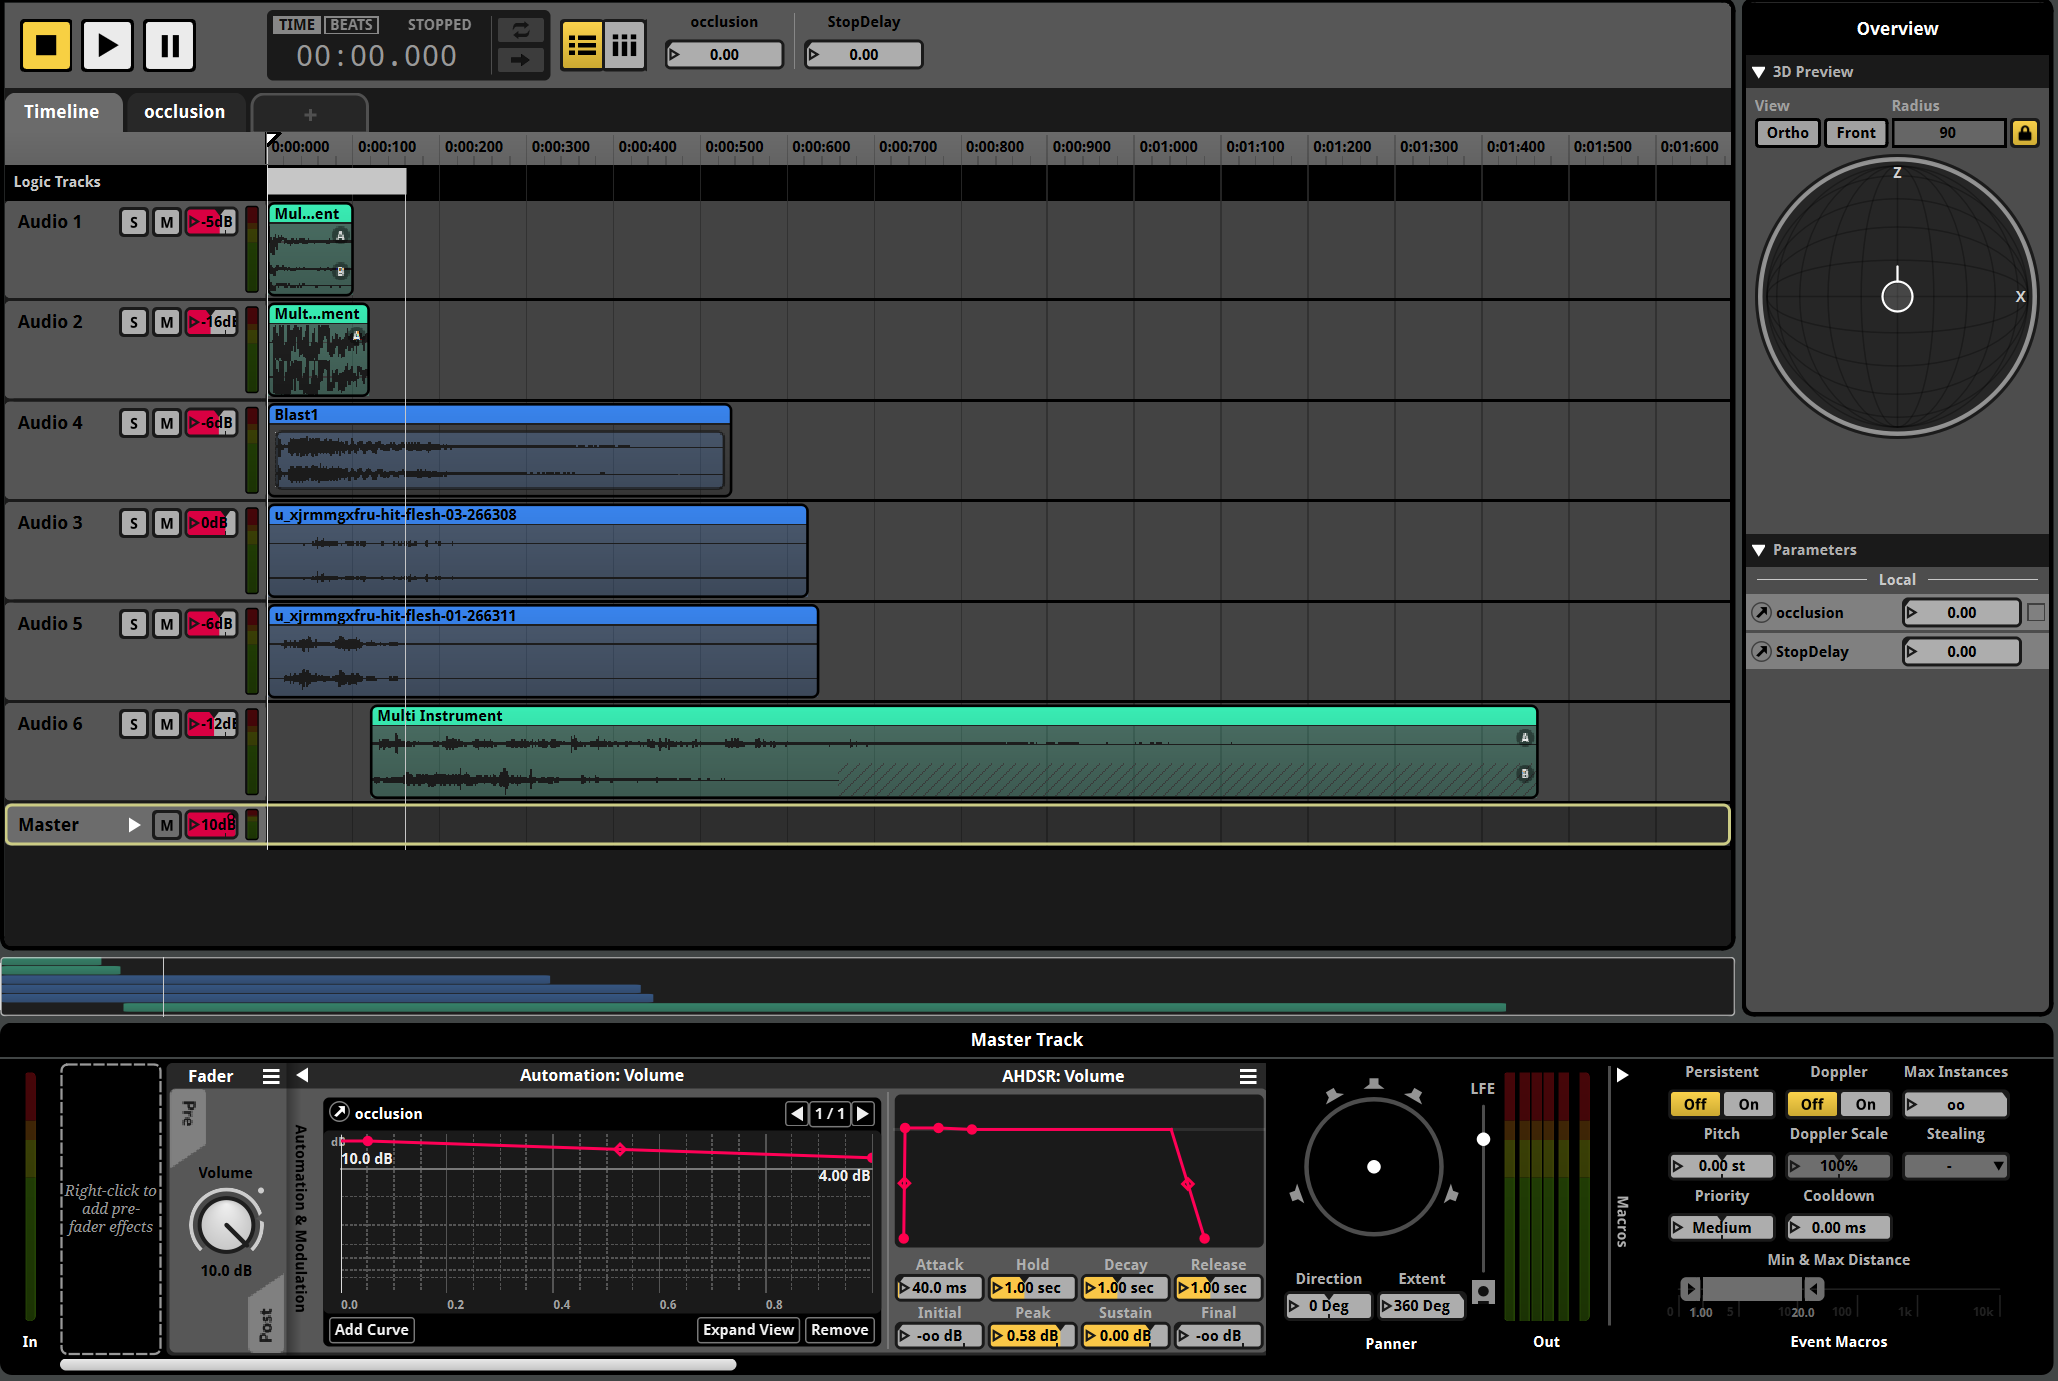 TIME BEATS STOPPED
00:00.000
occlusion
0.00
StopDelay
0.00
Overview
3D Preview
View
Radius
Ortho
Front
90
Z
X
Timeline
occlusion
+
0:00:000 0:00:100 0:00:200 0:00:300 0:00:400 0:00:500 0:00:600 0:00:700 0:00:800 0:00:900 0:01:000 0:01:100 0:01:200 0:01:300 0:01:400 0:01:500 0:01:600
Logic Tracks
Audio 1 S M -5dB
Mul...ent
A
B
Audio 2 S M -16dB
Mult...ment
A
Audio 4 S M -6dB
Blast1
Audio 3 S M 0dB
u_xjrmmgxfru-hit-flesh-03-266308
Audio 5 S M -6dB
u_xjrmmgxfru-hit-flesh-01-266311
Audio 6 S M -12dB
Multi Instrument
A
B
Master M 10dB
Parameters
Local
occlusion 0.00
StopDelay 0.00
Master Track
In
Right-click to
add pre-
fader effects
Fader
Pre
Volume
10.0 dB
Post
Automation & Modulation
Automation: Volume
occlusion
1 / 1
dB
10.0 dB
4.00 dB
0.0 0.2 0.4 0.6 0.8
Add Curve
Expand View
Remove
AHDSR: Volume
Attack Hold Decay Release
40.0 ms 1.00 sec 1.00 sec 1.00 sec
Initial Peak Sustain Final
-oo dB 0.58 dB 0.00 dB -oo dB
Direction Extent
0 Deg 360 Deg
Panner
LFE
Out
Macros
Persistent Doppler Max Instances
Off On Off On oo
Pitch Doppler Scale Stealing
0.00 st 100% -
Priority Cooldown
Medium 0.00 ms
Min & Max Distance
0 1.00 5 10 20.0 100 1k 10k
Event Macros